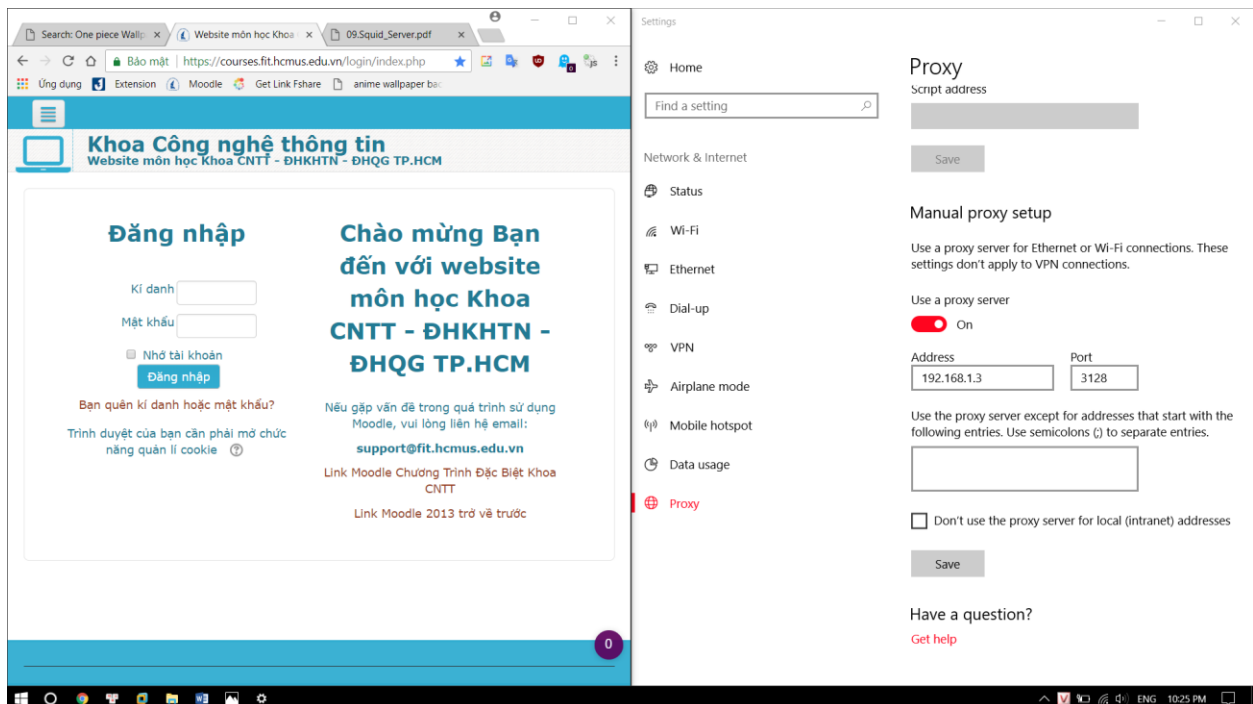 Search: One piece Wallp
Website môn học Khoa
09.Squid_Server.pdf
Bảo mật | https://courses.fit.hcmus.edu.vn/login/index.php
Ứng dụng Extension Moodle Get Link Fshare anime wallpaper bac
Khoa Công nghệ thông tin
Website môn học Khoa CNTT - ĐHKHTN - ĐHQG TP.HCM
Đăng nhập
Kí danh
Mật khẩu
Nhớ tài khoản
Đăng nhập
Bạn quên kí danh hoặc mật khẩu?
Trình duyệt của bạn cần phải mở chức
năng quản lí cookie
Chào mừng Bạn
đến với website
môn học Khoa
CNTT - ĐHKHTN -
ĐHQG TP.HCM
Nếu gặp vấn đề trong quá trình sử dụng
Moodle, vui lòng liên hệ email:
support@fit.hcmus.edu.vn
Link Moodle Chương Trình Đặc Biệt Khoa
CNTT
Link Moodle 2013 trở về trước
0
Settings
Home
Find a setting
Network & Internet
Status
Wi-Fi
Ethernet
Dial-up
VPN
Airplane mode
Mobile hotspot
Data usage
Proxy
Proxy
Script address
Save
Manual proxy setup
Use a proxy server for Ethernet or Wi-Fi connections. These
settings don't apply to VPN connections.
Use a proxy server
On
Address Port
192.168.1.3 3128
Use the proxy server except for addresses that start with the
following entries. Use semicolons (;) to separate entries.
Don't use the proxy server for local (intranet) addresses
Save
Have a question?
Get help
ENG 10:25 PM